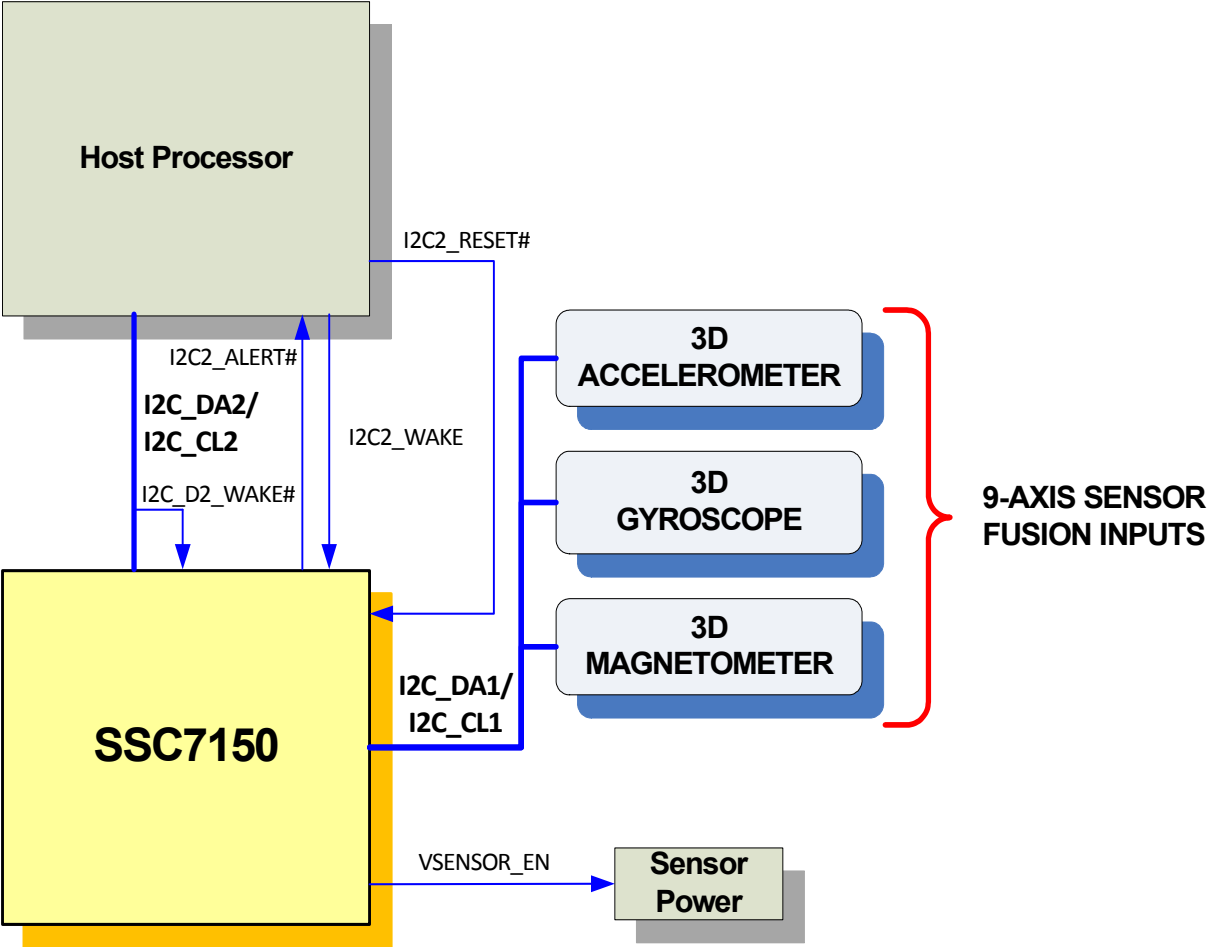 Host Processor
I2C2_RESET#
I2C2_ALERT#
I2C_DA2/
I2C_CL2
I2C2_WAKE
I2C_D2_WAKE#
3D
ACCELEROMETER
3D
GYROSCOPE
3D
MAGNETOMETER
9-AXIS SENSOR
FUSION INPUTS
I2C_DA1/
I2C_CL1
SSC7150
VSENSOR_EN
Sensor
Power